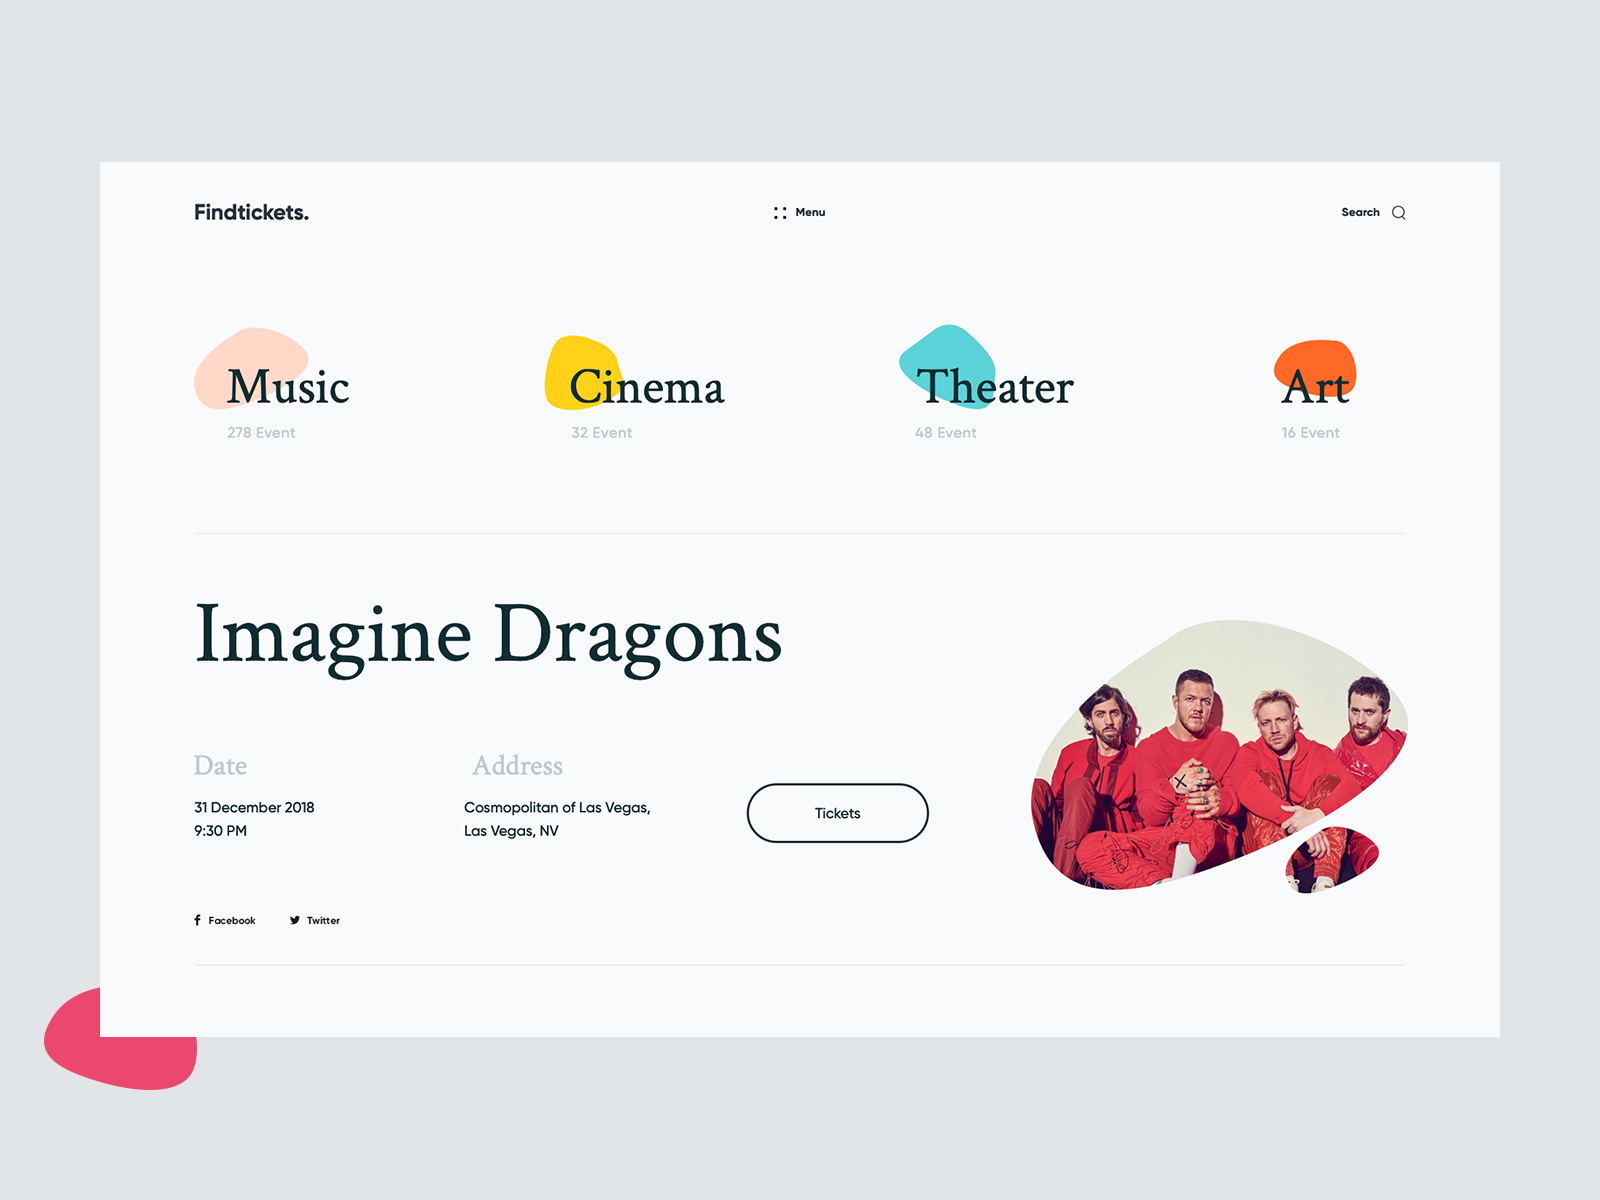 Findtickets.
Menu
Search
Music
278 Event
Cinema
32 Event
Theater
48 Event
Art
16 Event
Imagine Dragons
Date
31 December 2018
9:30 PM
Address
Cosmopolitan of Las Vegas,
Las Vegas, NV
Tickets
Facebook
Twitter